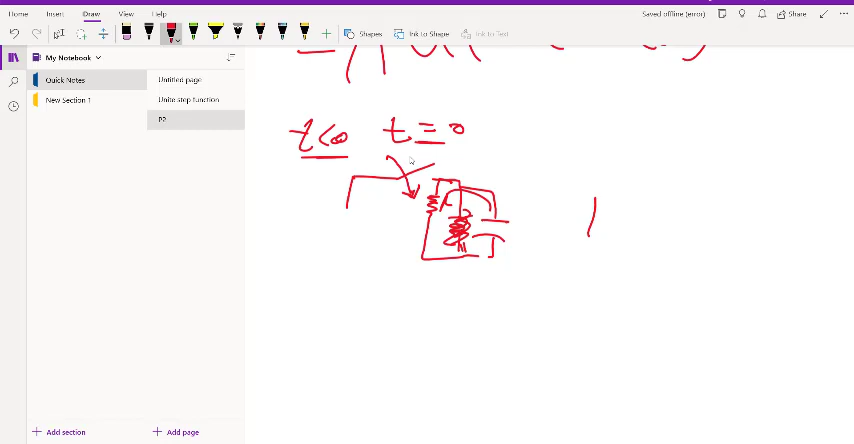 Saved offline (error)
Home Insert Draw View Help
Share
Shapes Ink to Shape Ink to Text
My Notebook
Quick Notes
New Section 1
Untitled page
Unite step function
P2
t<0 t = 0
Add section
Add page